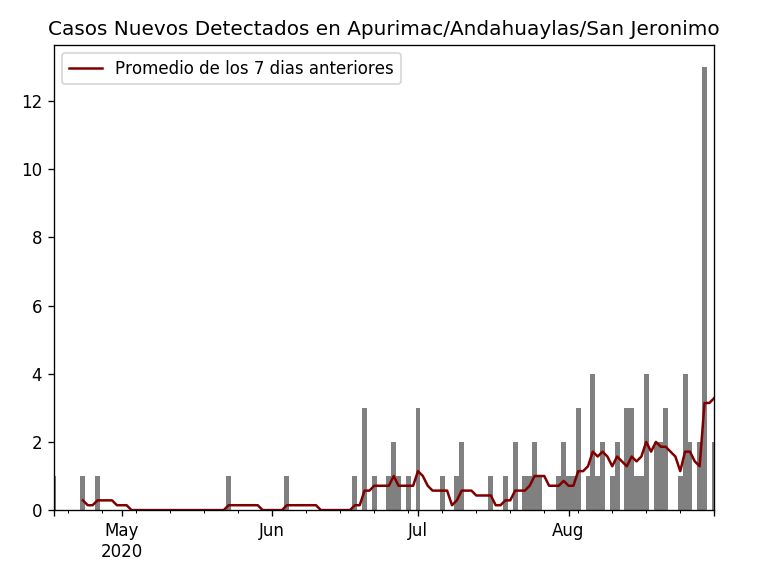 Casos Nuevos Detectados en Apurimac/Andahuaylas/San Jeronimo
Promedio de los 7 dias anteriores
12
10
8
6
4
2
0
May Jun Jul Aug
2020